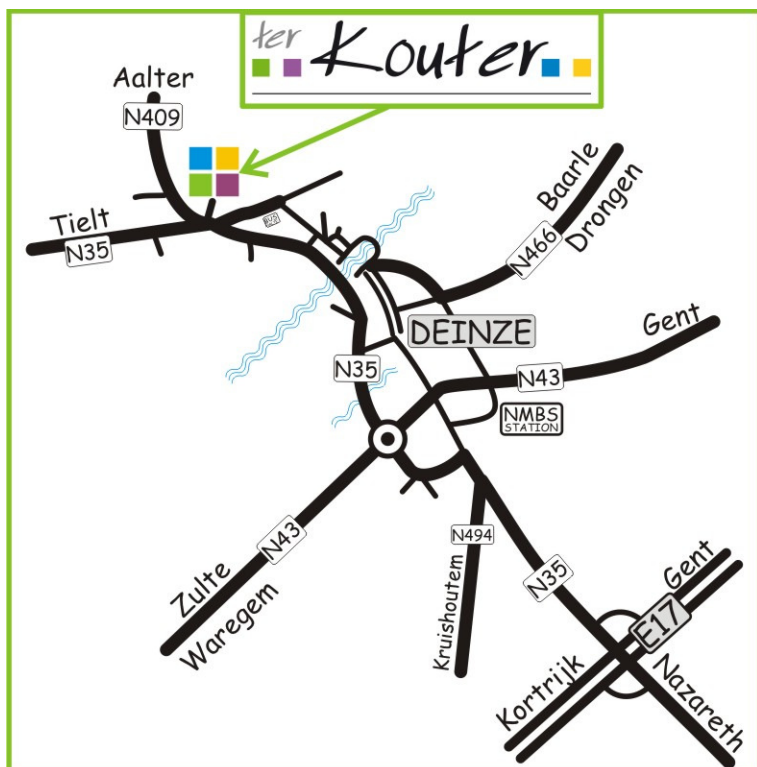 ter Kouter
Aalter
N409
Tielt
N35
Baarle
Drongen
N466
DEINZE
Gent
N43
N35
NMBS
STATION
N43
Zulte
Waregem
N494
Kruishoutem
N35
Gent
E17
Kortrijk
Nazareth